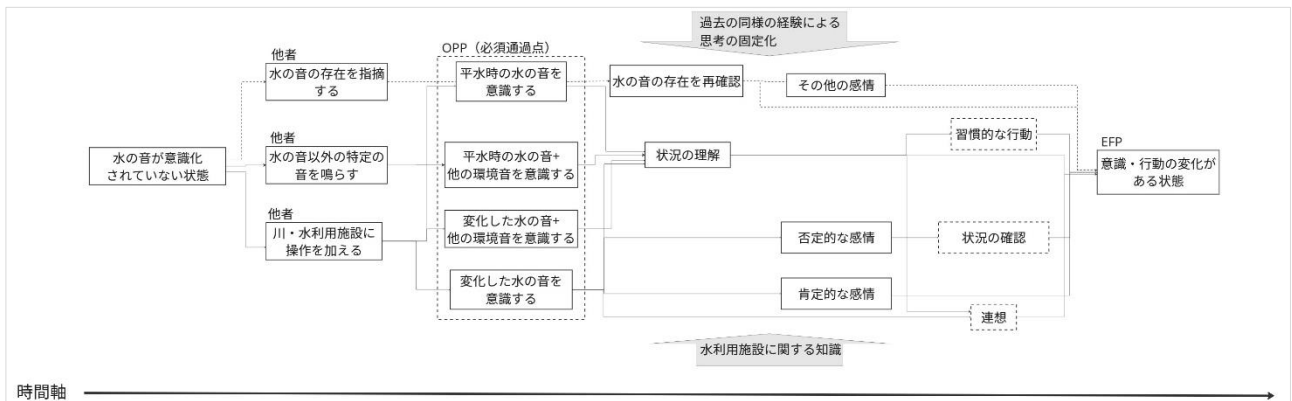 過去の同様の経験による
思考の固定化
他者
水の音の存在を指摘
する
OPP（必須通過点）
平水時の水の音を
意識する
水の音の存在を再確認
その他の感情
水の音が意識化
されていない状態
他者
水の音以外の特定の
音を鳴らす
平水時の水の音+
他の環境音を意識する
状況の理解
習慣的な行動
EFP
意識・行動の変化が
ある状態
他者
川・水利用施設に
操作を加える
変化した水の音+
他の環境音を意識する
否定的な感情
状況の確認
変化した水の音を
意識する
肯定的な感情
連想
水利用施設に関する知識
時間軸